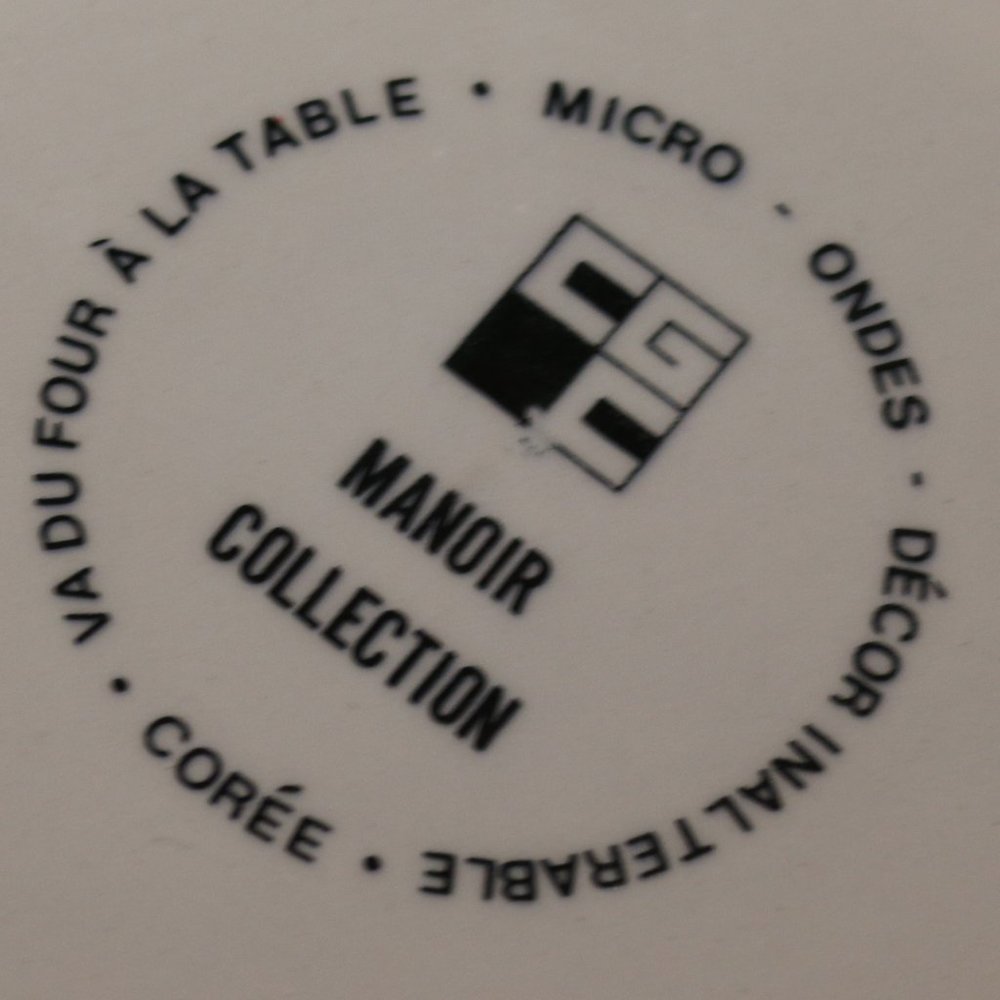 VA DU FOUR À LA TABLE • MICRO - ONDES - DÉCOR INALTERABLE •
MANOIR
COLLECTION
CORÉE •